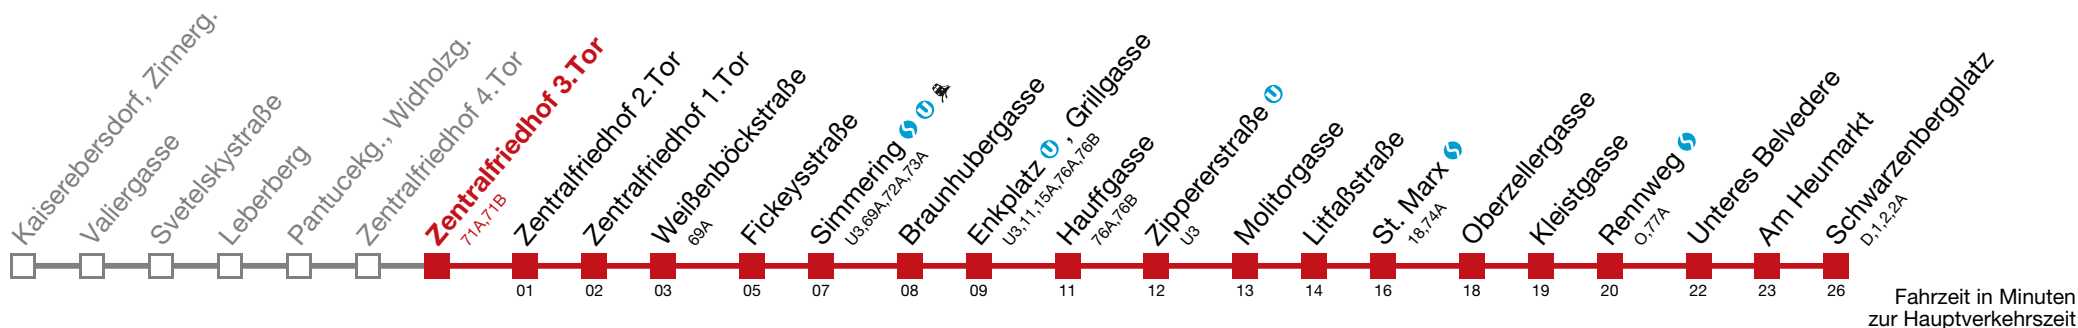 Kaiserebersdorf, Zinnerg.
Valiergasse
Svetelskystraße
Leberberg
Pantucekg., Widholzg.
Zentralfriedhof 4.Tor
Zentralfriedhof 3.Tor
71A,71B
Zentralfriedhof 2.Tor
01
Zentralfriedhof 1.Tor
02
Weißenböckstraße
69A
03
Fickeysstraße
05
Simmering
U3,69A,72A,73A
07
Braunhubergasse
08
Enkplatz U, Grillgasse
U3,11,15A,76A,76B
09
Hauffgasse
76A,76B
11
Zippererstraße U
U3
12
Molitorgasse
13
Litfaßstraße
14
St. Marx S
18,74A
16
Oberzellergasse
18
Kleistgasse
19
Rennweg S
O,77A
20
Unteres Belvedere
22
Am Heumarkt
23
Schwarzenbergplatz
D,1,2,2A
26
Fahrzeit in Minuten
zur Hauptverkehrszeit